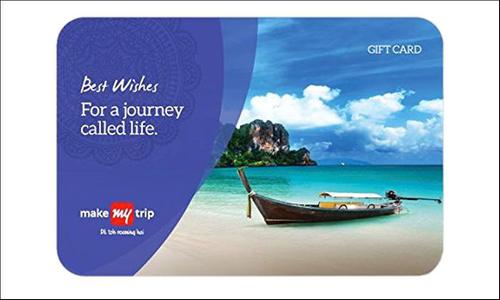 GIFT CARD
Best Wishes
For a journey
called life.
make my trip
Dil toh roaming hai